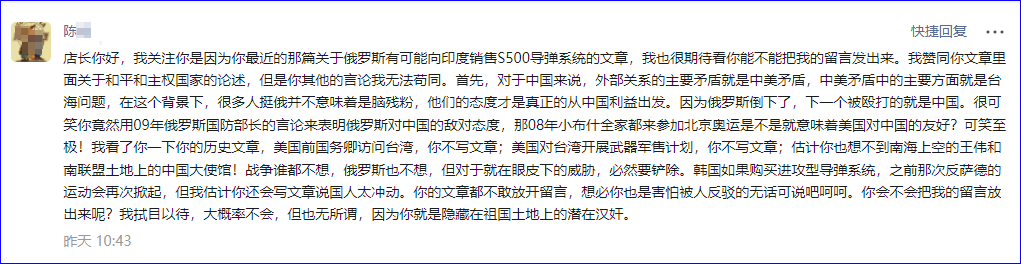 陈
快捷回复
店长你好，我关注你是因为你最近的那篇关于俄罗斯有可能向印度销售S500导弹系统的文章，我也很期待看你能不能把我的留言发出来。我赞同你文章里
面关于和平和主权国家的论述，但是你其他的言论我无法苟同。首先，对于中国来说，外部关系的主要矛盾就是中美矛盾，中美矛盾中的主要方面就是台
海问题，在这个背景下，很多人挺俄并不意味着是脑残粉，他们的态度才是真正的从中国利益出发。因为俄罗斯倒下了，下一个被殴打的就是中国。很可
笑你竟然用09年俄罗斯国防部长的言论来表明俄罗斯对中国的敌对态度，那08年小布什全家都来参加北京奥运是不是就意味着美国对中国的友好？可笑至
极！我看了你一下你的历史文章，美国前国务卿访问台湾，你不写文章；美国对台湾开展武器军售计划，你不写文章；估计你也想不到南海上空的王伟和
南联盟土地上的中国大使馆！战争谁都不想，俄罗斯也不想，但对于就在眼皮下的威胁，必然要铲除。韩国如果购买进攻型导弹系统，之前那次反萨德的
运动会再次掀起，但我估计你还会写文章说国人太冲动。你的文章都不敢放开留言，想必你也是害怕被人反驳的无话可说吧呵呵。你会不会把我的留言放
出来呢？我拭目以待，大概率不会，但也无所谓，因为你就是隐藏在祖国土地上的潜在汉奸。
昨天 10:43